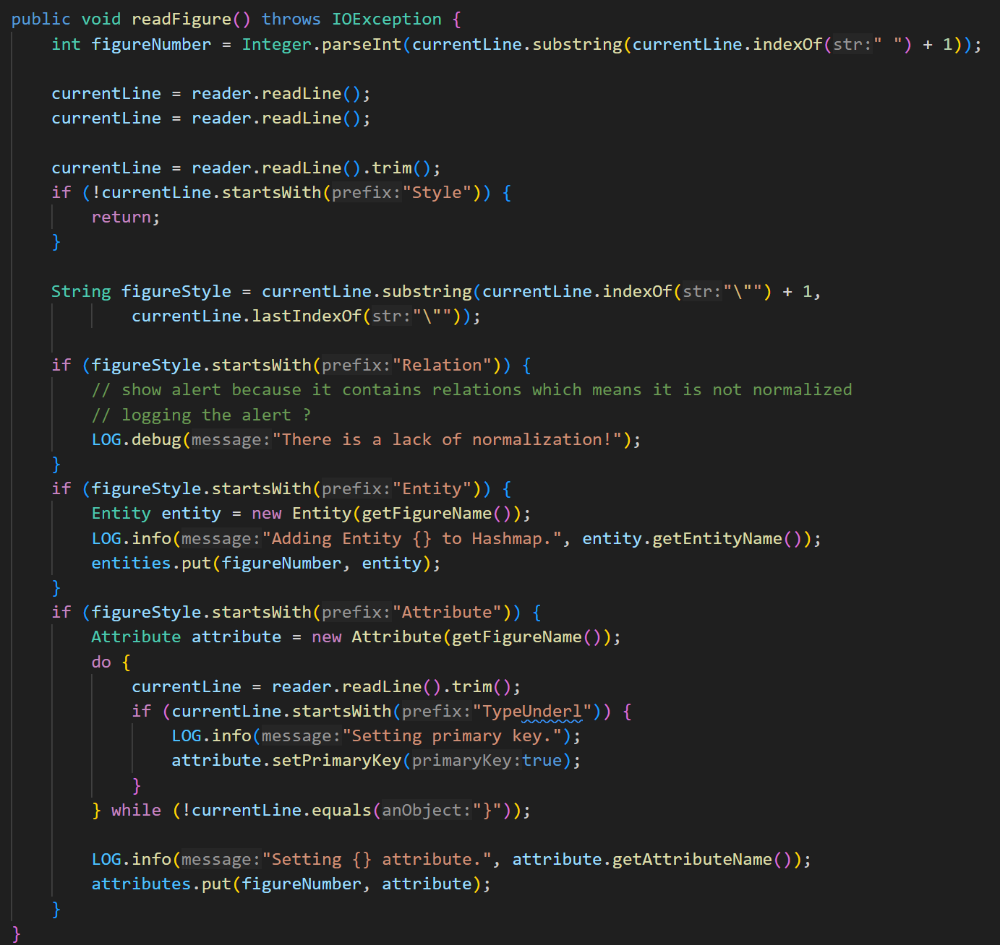 public void readFigure() throws IOException {
int figureNumber = Integer.parseInt(currentLine.substring(currentLine.indexOf(str:" ") + 1));
currentLine = reader.readLine();
currentLine = reader.readLine();
currentLine = reader.readLine().trim();
if (!currentLine.startsWith(prefix:"Style")) {
return;
}
String figureStyle = currentLine.substring(currentLine.indexOf(str:"\"") + 1,
currentLine.lastIndexOf(str:"\""));
if (figureStyle.startsWith(prefix:"Relation")) {
// show alert because it contains relations which means it is not normalized
// logging the alert ?
LOG.debug(message:"There is a lack of normalization!");
}
if (figureStyle.startsWith(prefix:"Entity")) {
Entity entity = new Entity(getFigureName());
LOG.info(message:"Adding Entity {} to Hashmap.", entity.getEntityName());
entities.put(figureNumber, entity);
}
if (figureStyle.startsWith(prefix:"Attribute")) {
Attribute attribute = new Attribute(getFigureName());
do {
currentLine = reader.readLine().trim();
if (currentLine.startsWith(prefix:"TypeUnderl")) {
LOG.info(message:"Setting primary key.");
attribute.setPrimaryKey(primaryKey:true);
}
} while (!currentLine.equals(anObject:"}"));
LOG.info(message:"Setting {} attribute.", attribute.getAttributeName());
attributes.put(figureNumber, attribute);
}
}